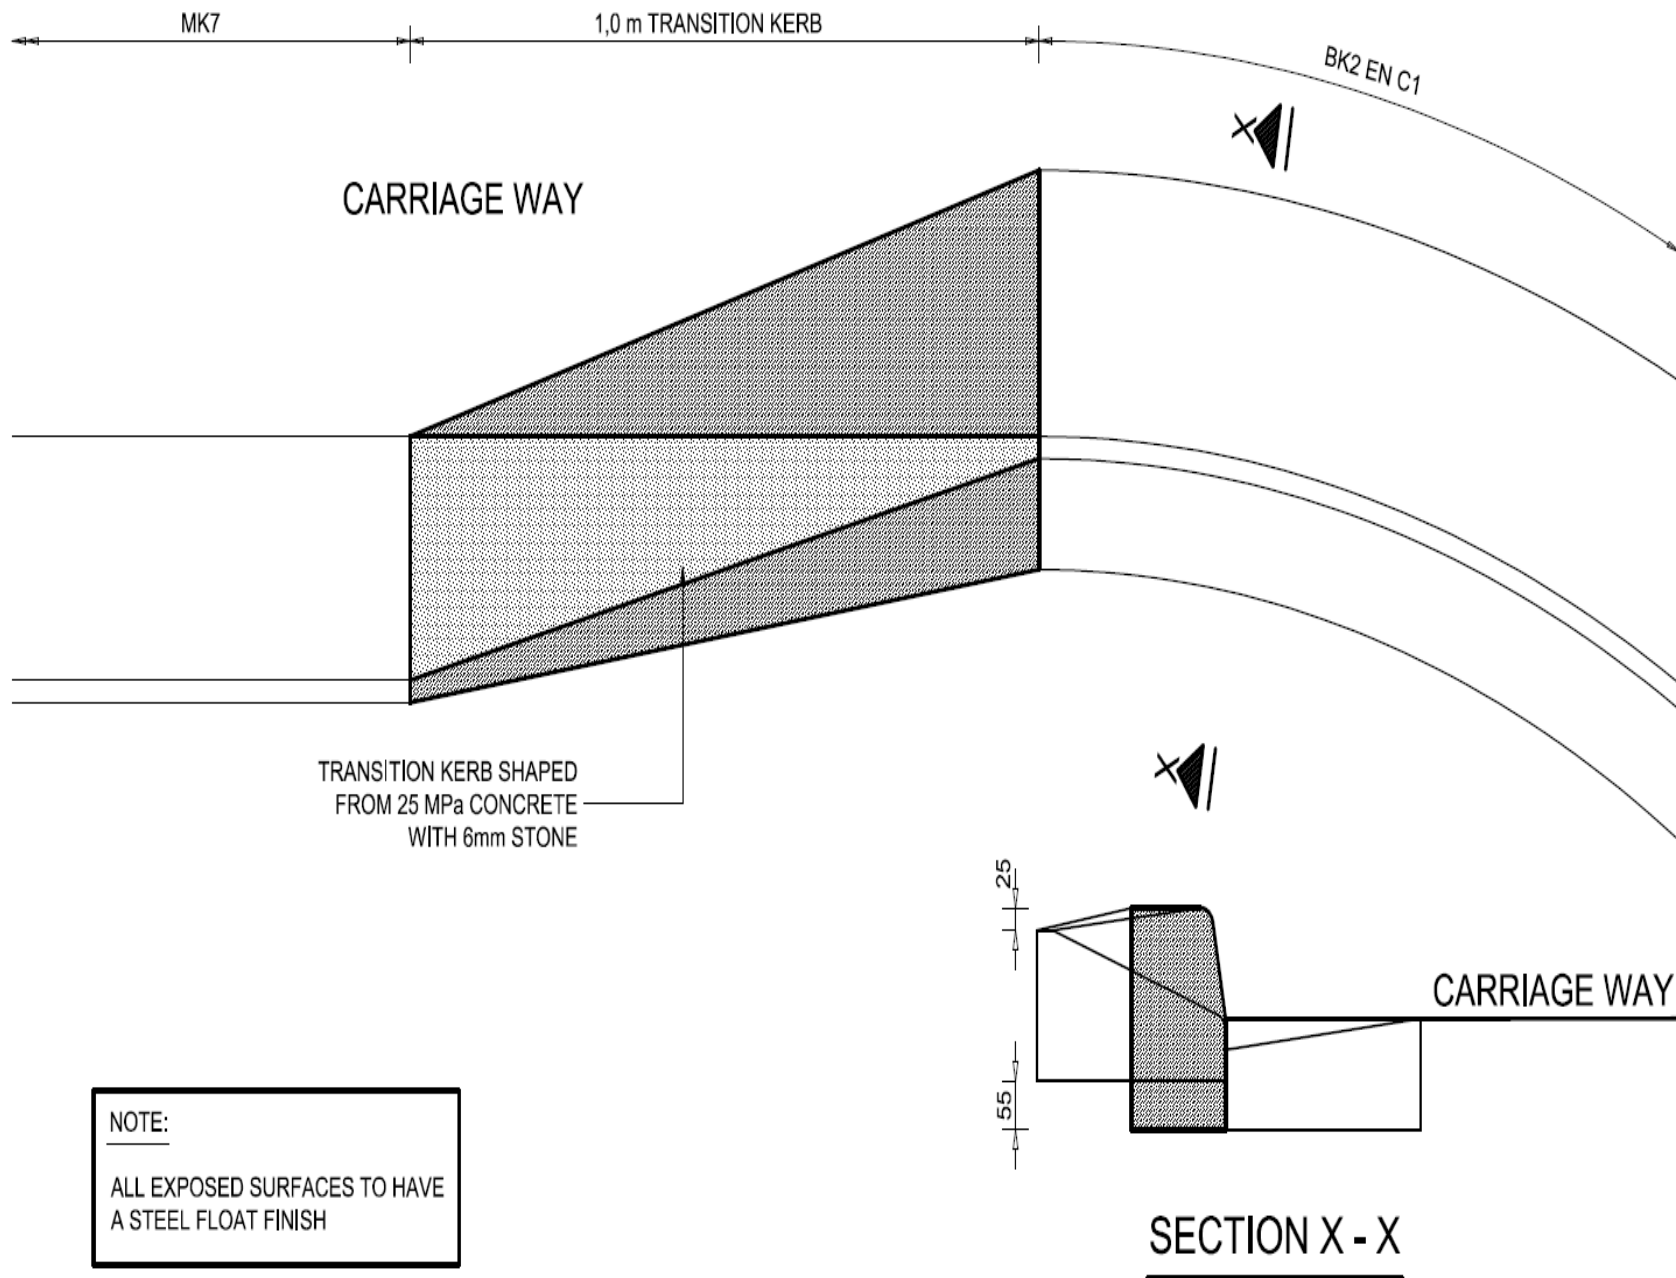 MK7
1,0 m TRANSITION KERB
BK2 EN C1
X
CARRIAGE WAY
TRANSITION KERB SHAPED
FROM 25 MPa CONCRETE
WITH 6mm STONE
X
25
CARRIAGE WAY
55
NOTE:
ALL EXPOSED SURFACES TO HAVE
A STEEL FLOAT FINISH
SECTION X - X